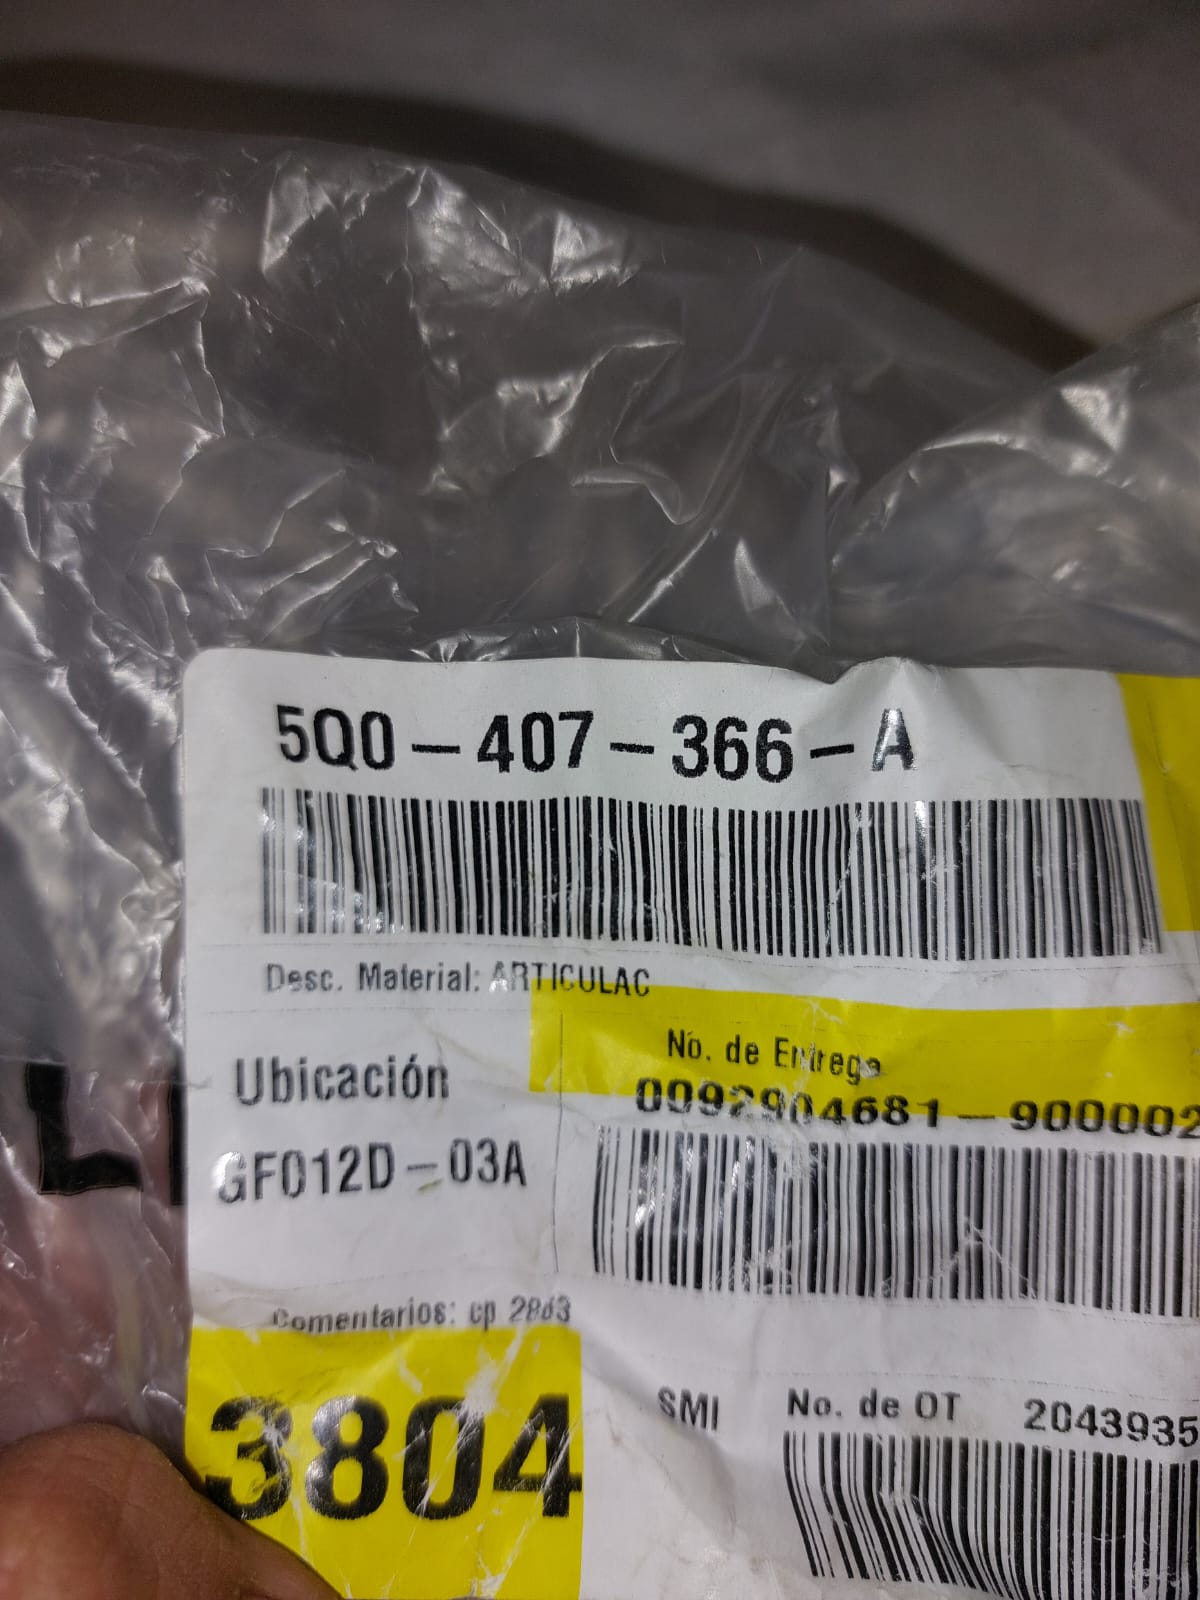 5Q0-407-366-A
Desc. Material: ARTICULAC
No. de Entrega
Ubicación
0092904681-900002
GF012D-03A
Comentarios: cp
3804
SMI
No. de OT 2043935